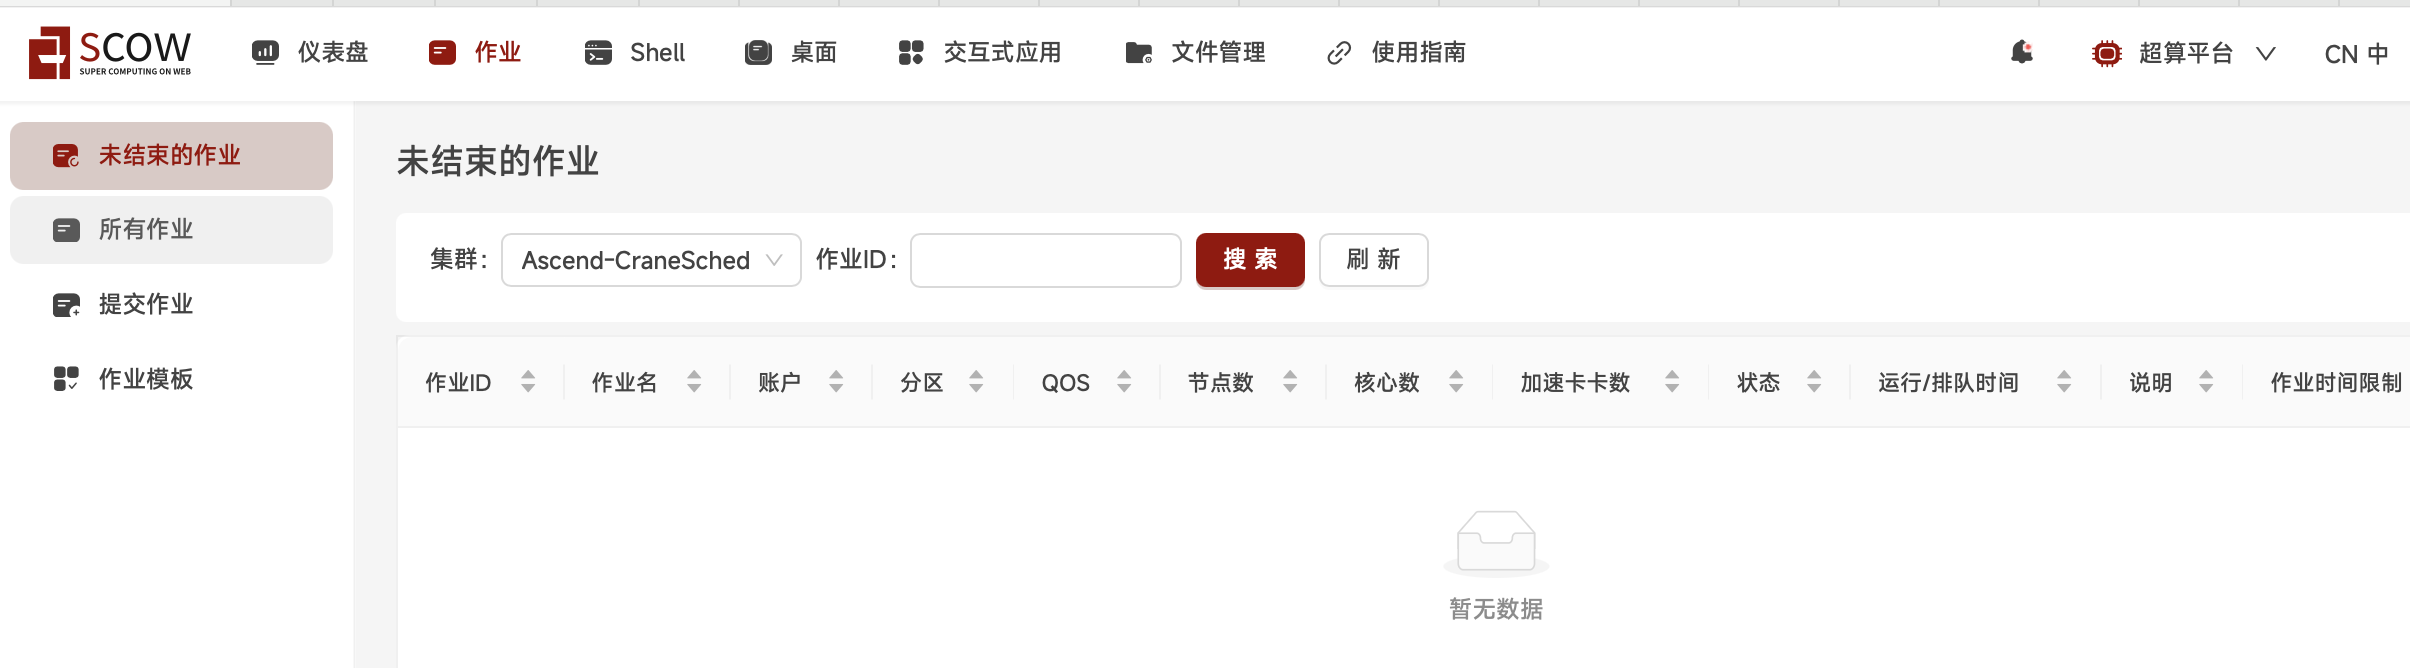 SCOW
SUPER COMPUTING ON WEB
仪表盘 作业 Shell 桌面 交互式应用 文件管理 使用指南 超算平台 CN 中
未结束的作业
所有作业
提交作业
作业模板
未结束的作业
集群: Ascend-CraneSched 作业ID: 搜 索 刷 新
作业ID 作业名 账户 分区 QOS 节点数 核心数 加速卡卡数 状态 运行/排队时间 说明 作业时间限制
暂无数据